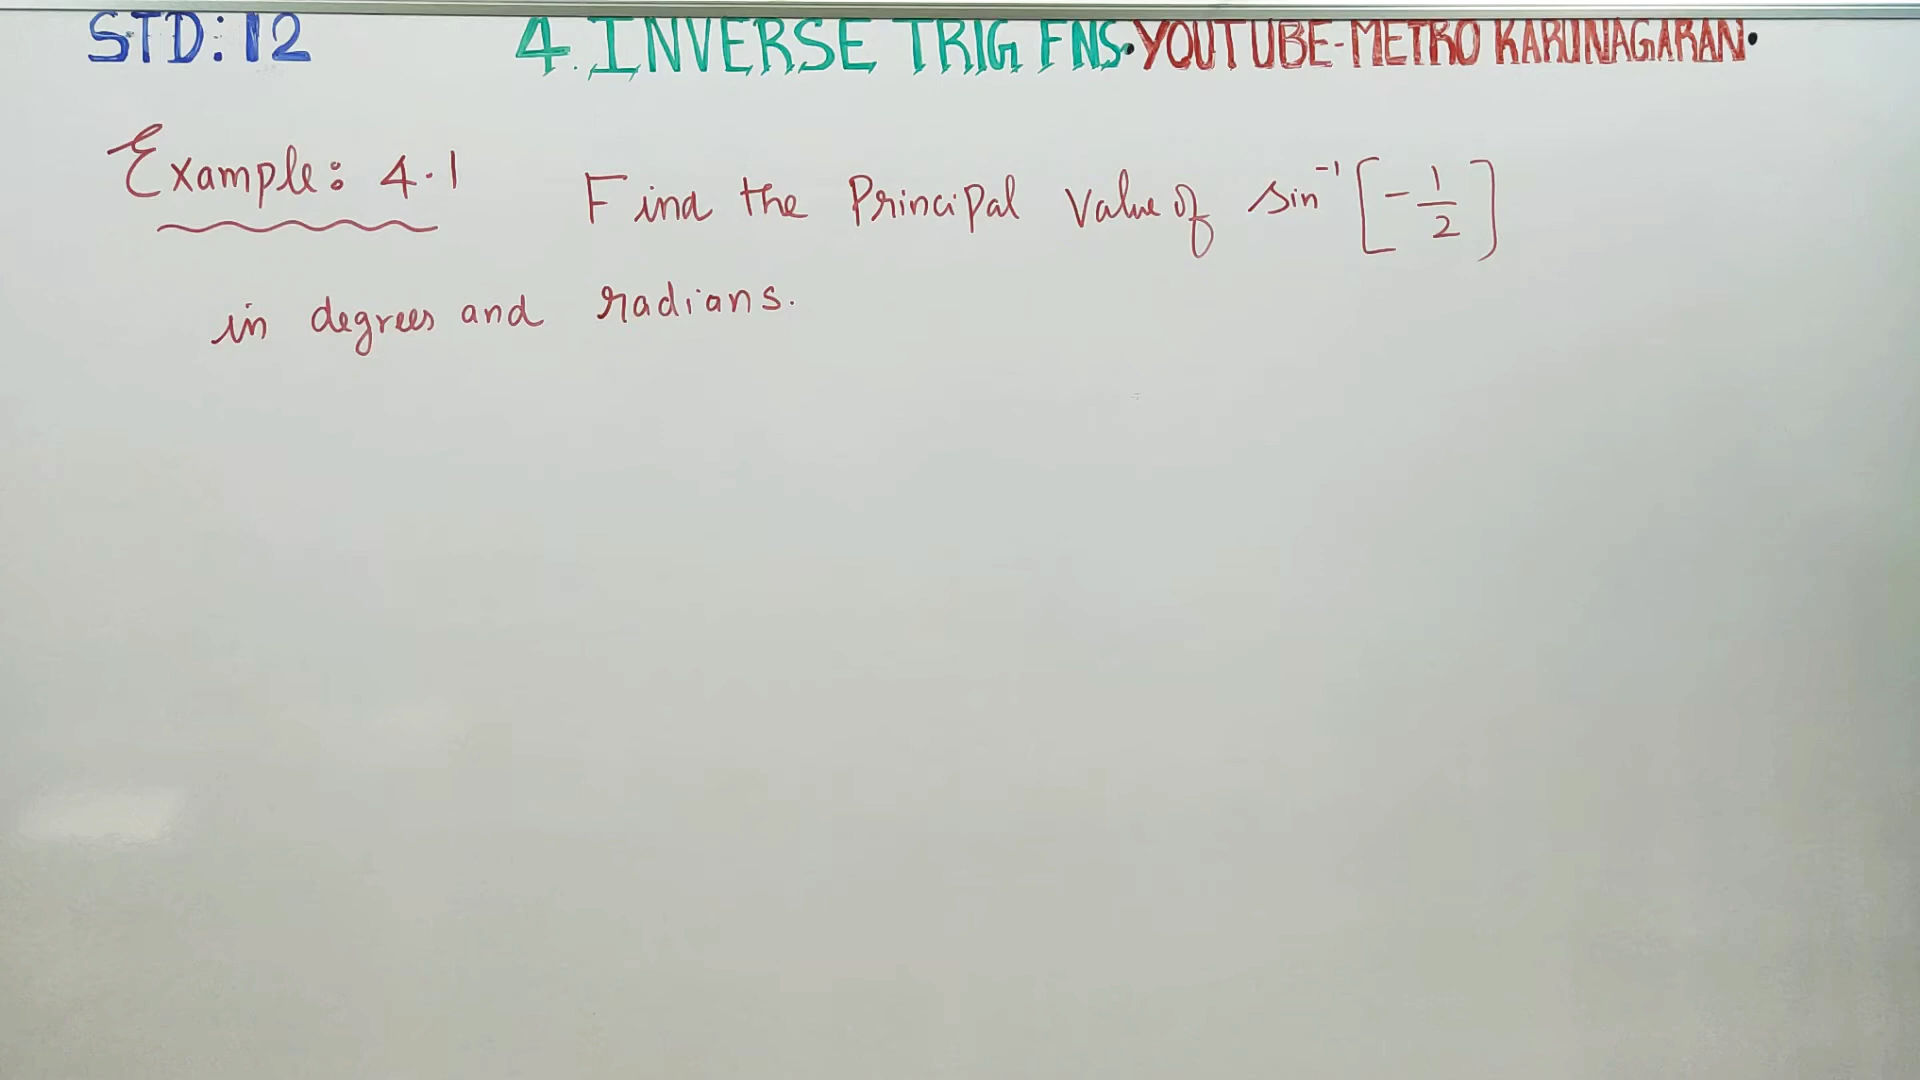 STD: 12 4. INVERSE TRIG FNS. YOUTUBE-METRO KARUNAGARAN.
Example: 4.1 Find the Principal Value of sin⁻¹[-1/2]
in degrees and radians.